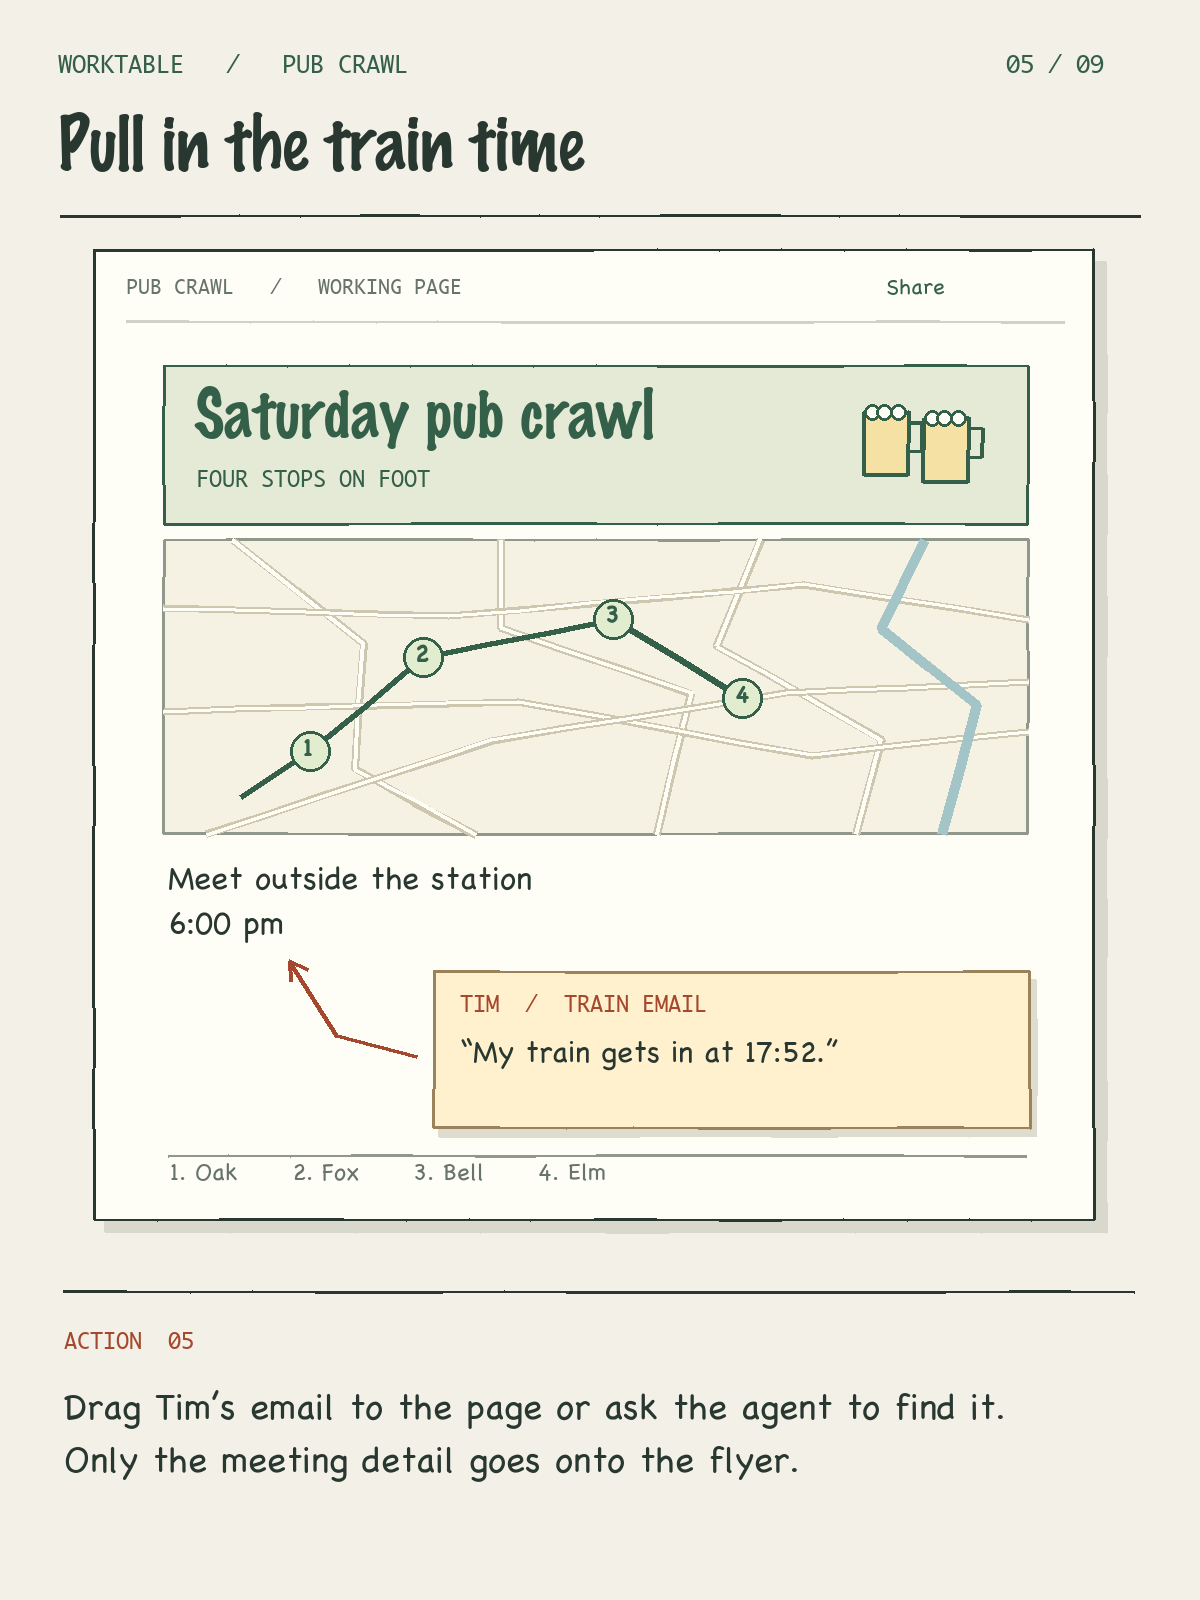 WORKTABLE / PUB CRAWL 05 / 09
Pull in the train time
PUB CRAWL / WORKING PAGE Share
Saturday pub crawl
FOUR STOPS ON FOOT
3
2
4
1
Meet outside the station
6:00 pm
TIM / TRAIN EMAIL
“My train gets in at 17:52.”
1. Oak 2. Fox 3. Bell 4. Elm
ACTION 05
Drag Tim’s email to the page or ask the agent to find it.
Only the meeting detail goes onto the flyer.